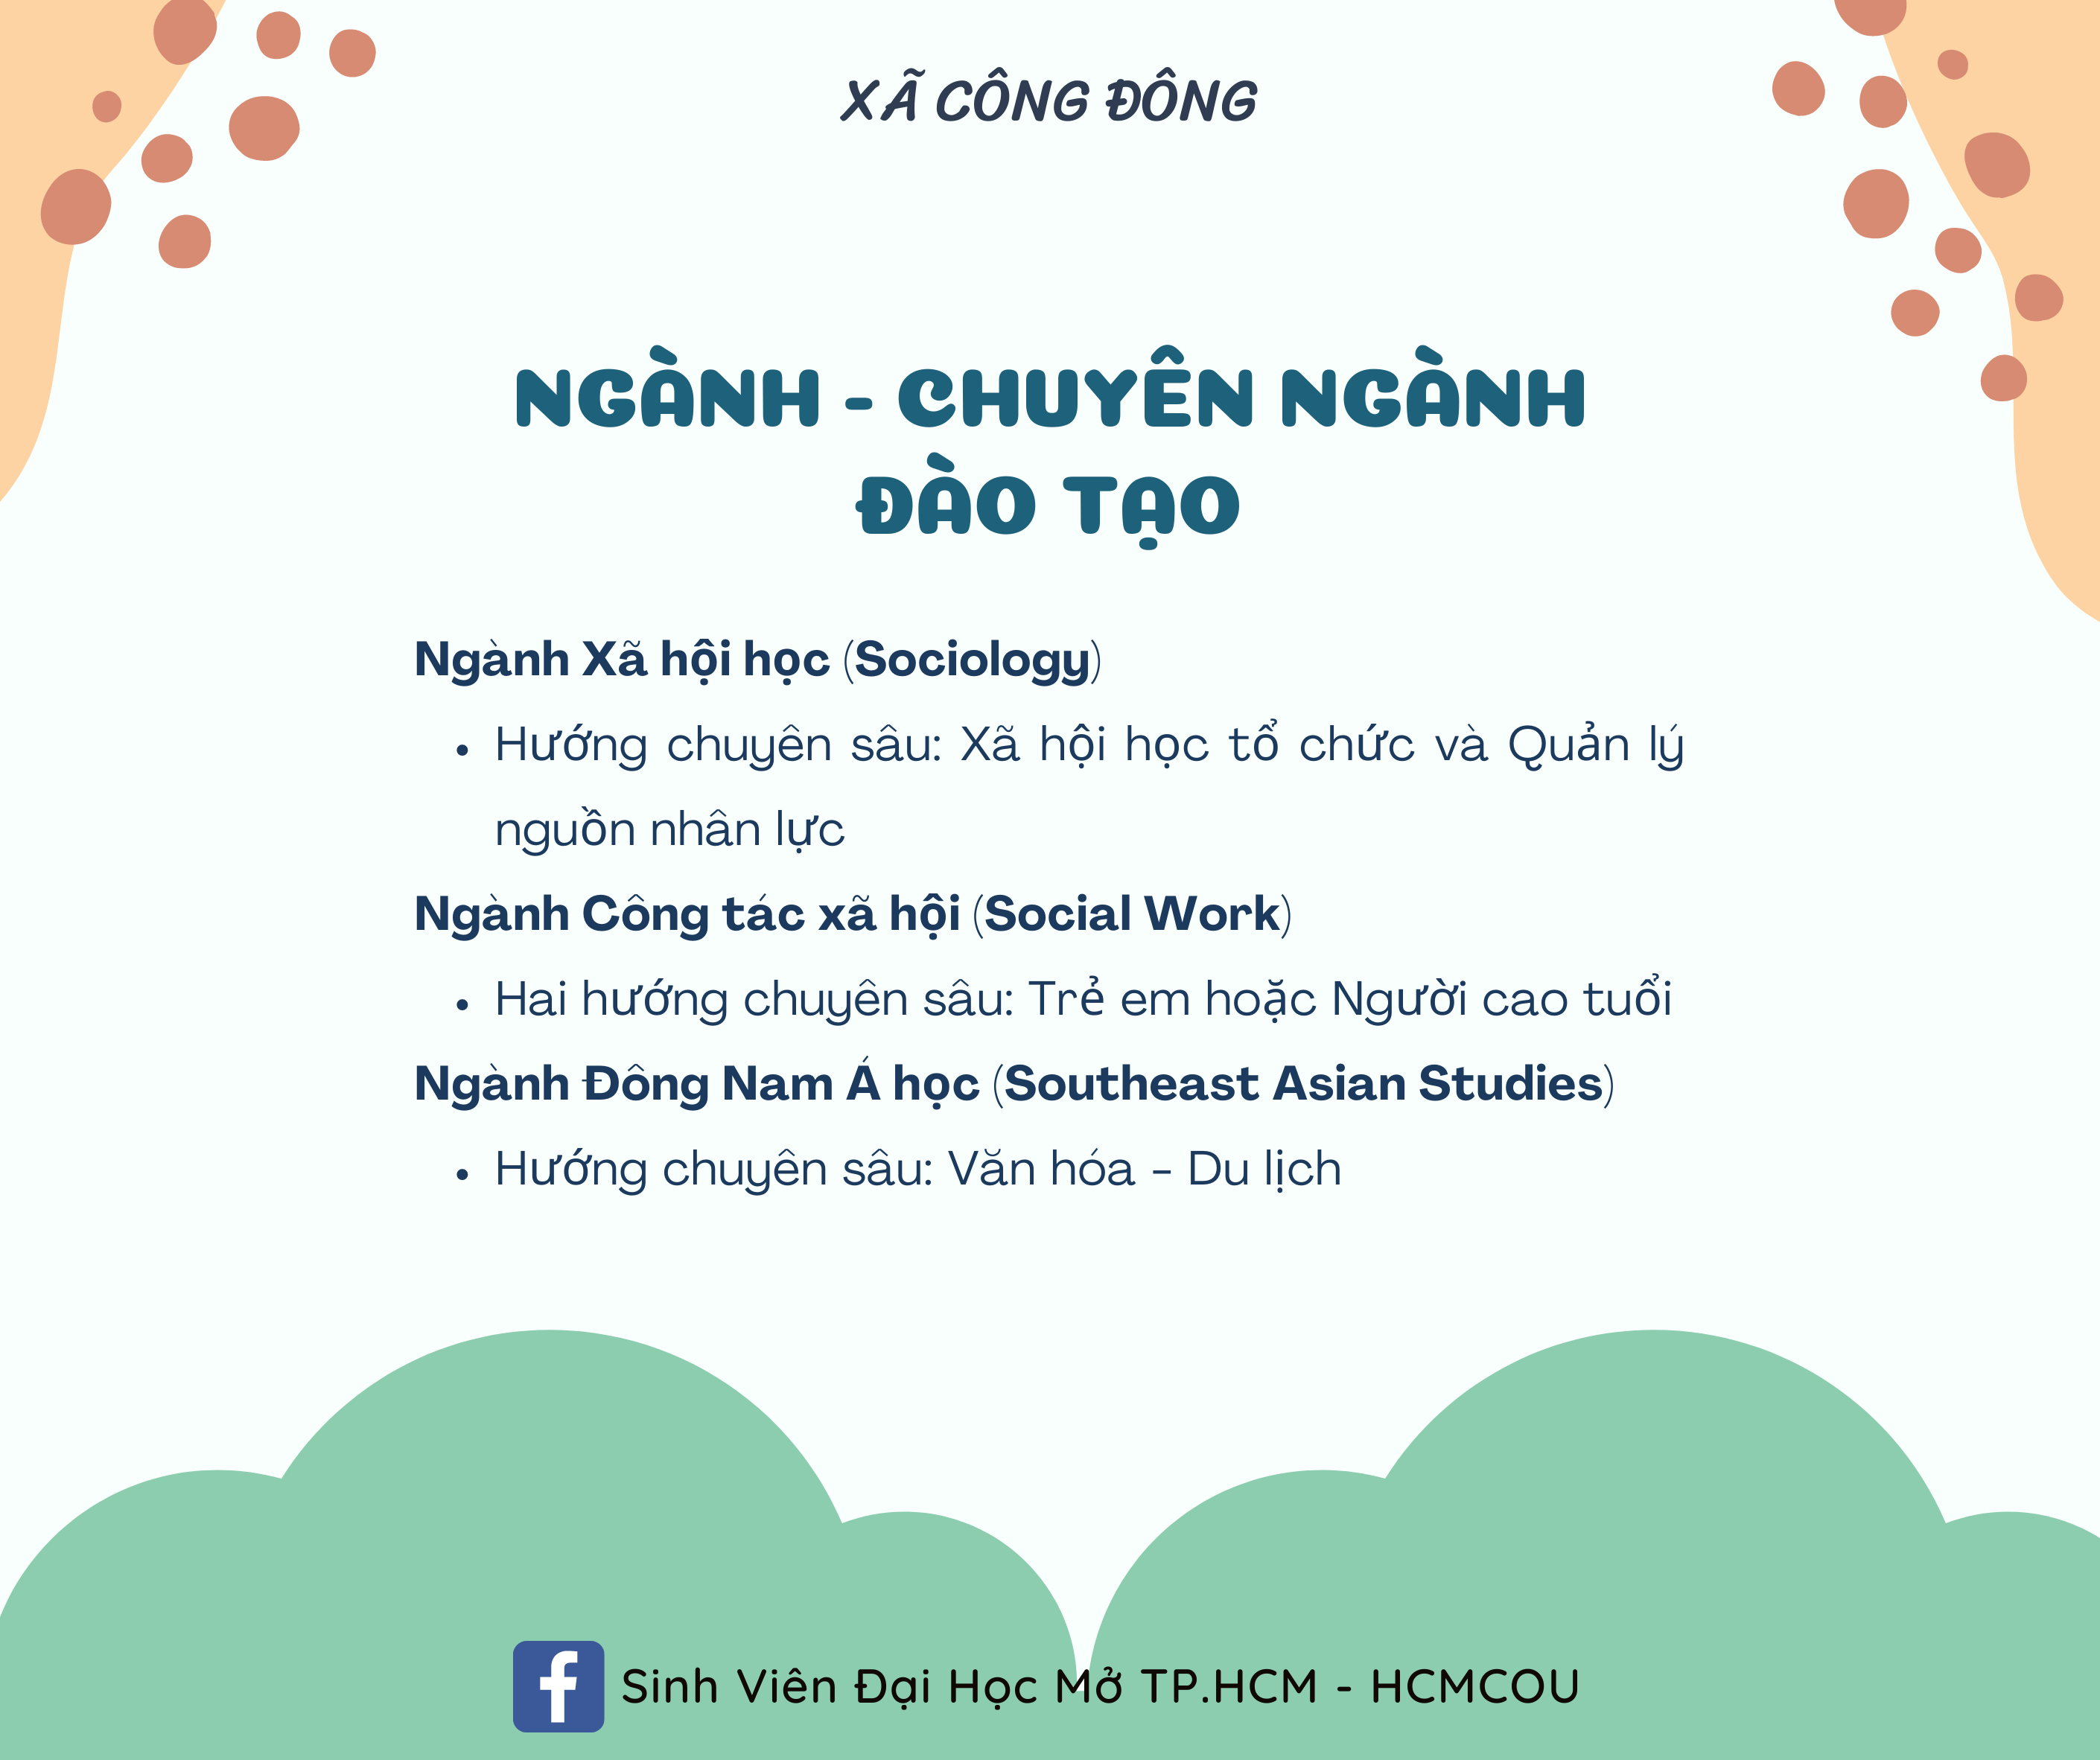 XÃ CÔNG ĐÔNG
NGÀNH - CHUYÊN NGÀNH
ĐÀO TẠO
Ngành Xã hội học (Sociology)
• Hướng chuyên sâu: Xã hội học tổ chức và Quản lý
nguồn nhân lực
Ngành Công tác xã hội (Social Work)
• Hai hướng chuyên sâu: Trẻ em hoặc Người cao tuổi
Ngành Đông Nam Á học (Southeast Asian Studies)
• Hướng chuyên sâu: Văn hóa – Du lịch
Sinh Viên Đại Học Mở TP.HCM - HCMCOU